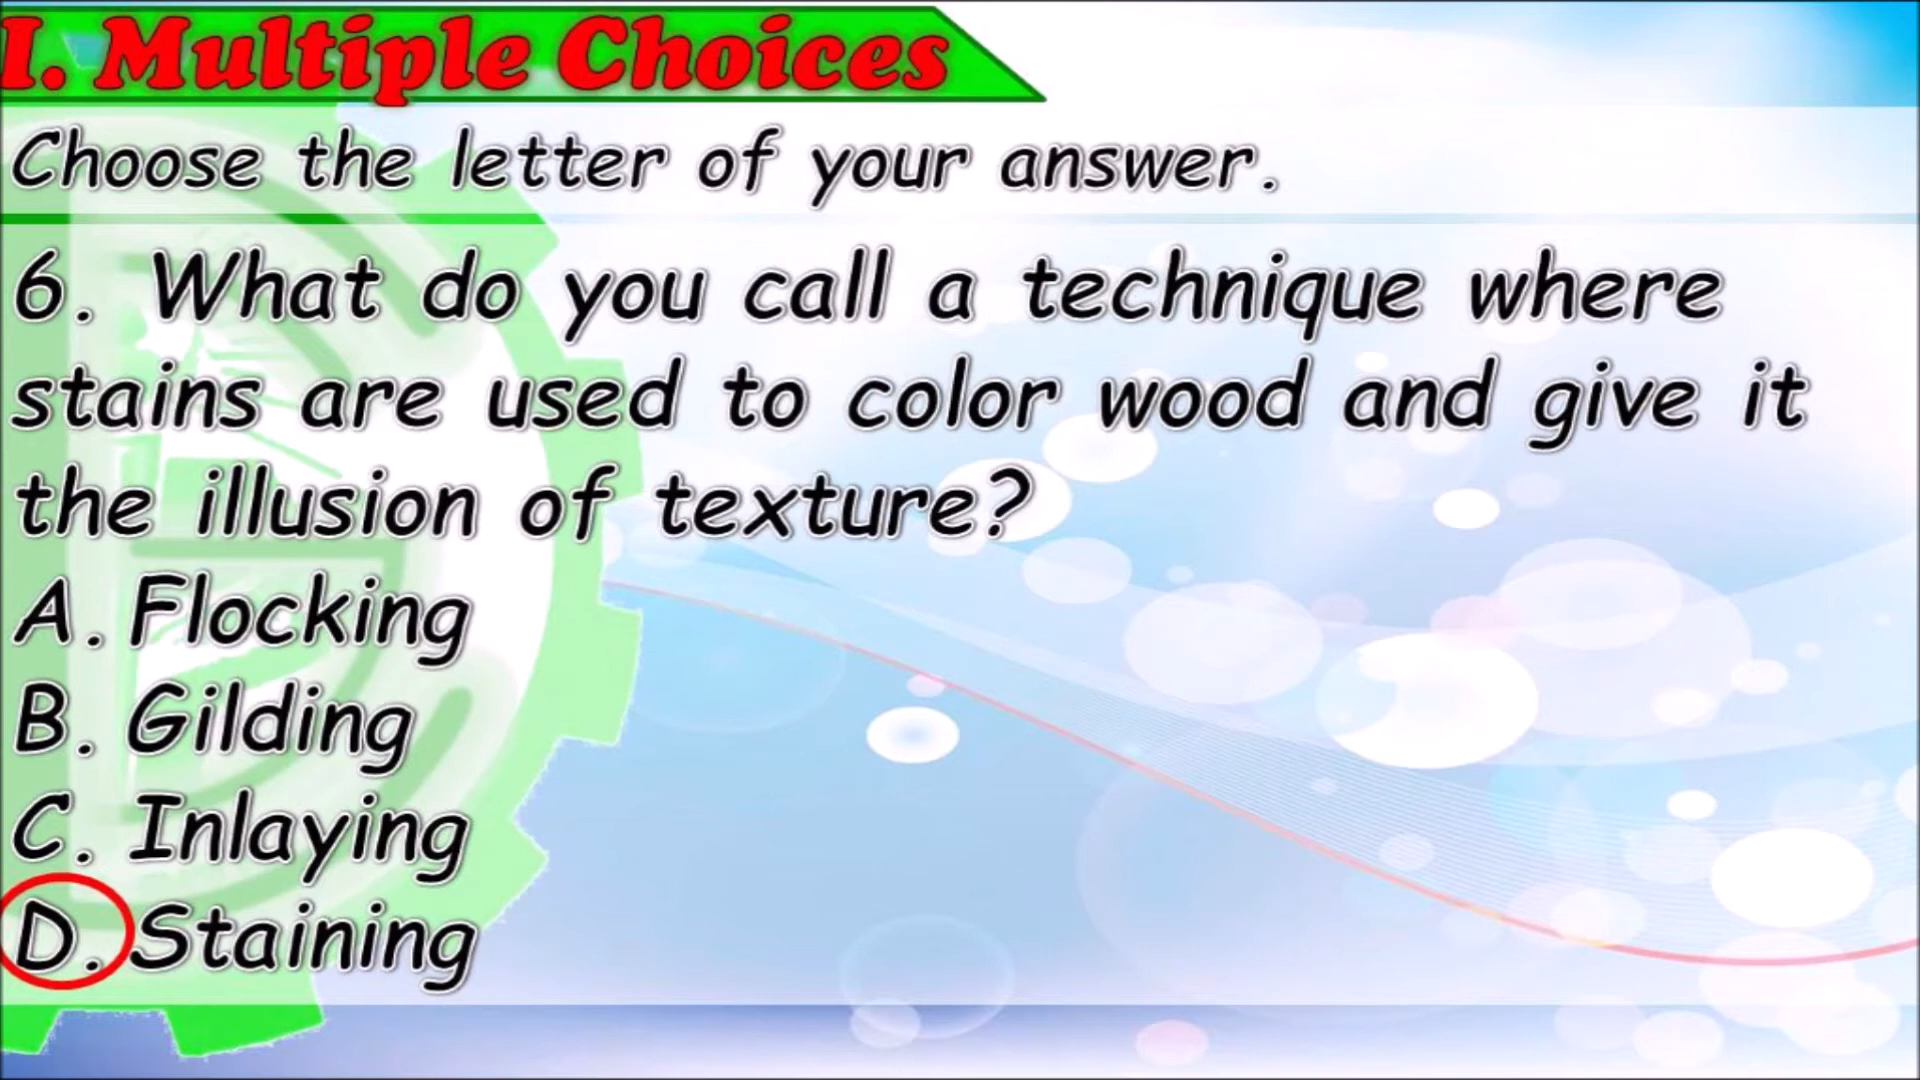 I. Multiple Choices
Choose the letter of your answer.
6. What do you call a technique where
stains are used to color wood and give it
the illusion of texture?
A. Flocking
B. Gilding
C. Inlaying
D. Staining